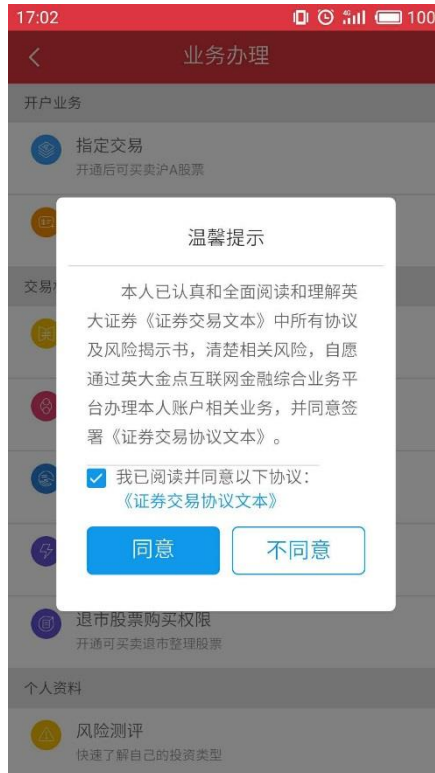 17:02
4G
100
业务办理
开户业务
指定交易
开通后可买卖沪A股票
温馨提示
交易
本人已认真和全面阅读和理解英
大证券《证券交易文本》中所有协议
及风险揭示书，清楚相关风险，自愿
通过英大金点互联网金融综合业务平
台办理本人账户相关业务，并同意签
署《证券交易协议文本》。
我已阅读并同意以下协议：
《证券交易协议文本》
同意
不同意
退市股票购买权限
开通可买卖退市整理股票
个人资料
风险测评
快速了解自己的投资类型